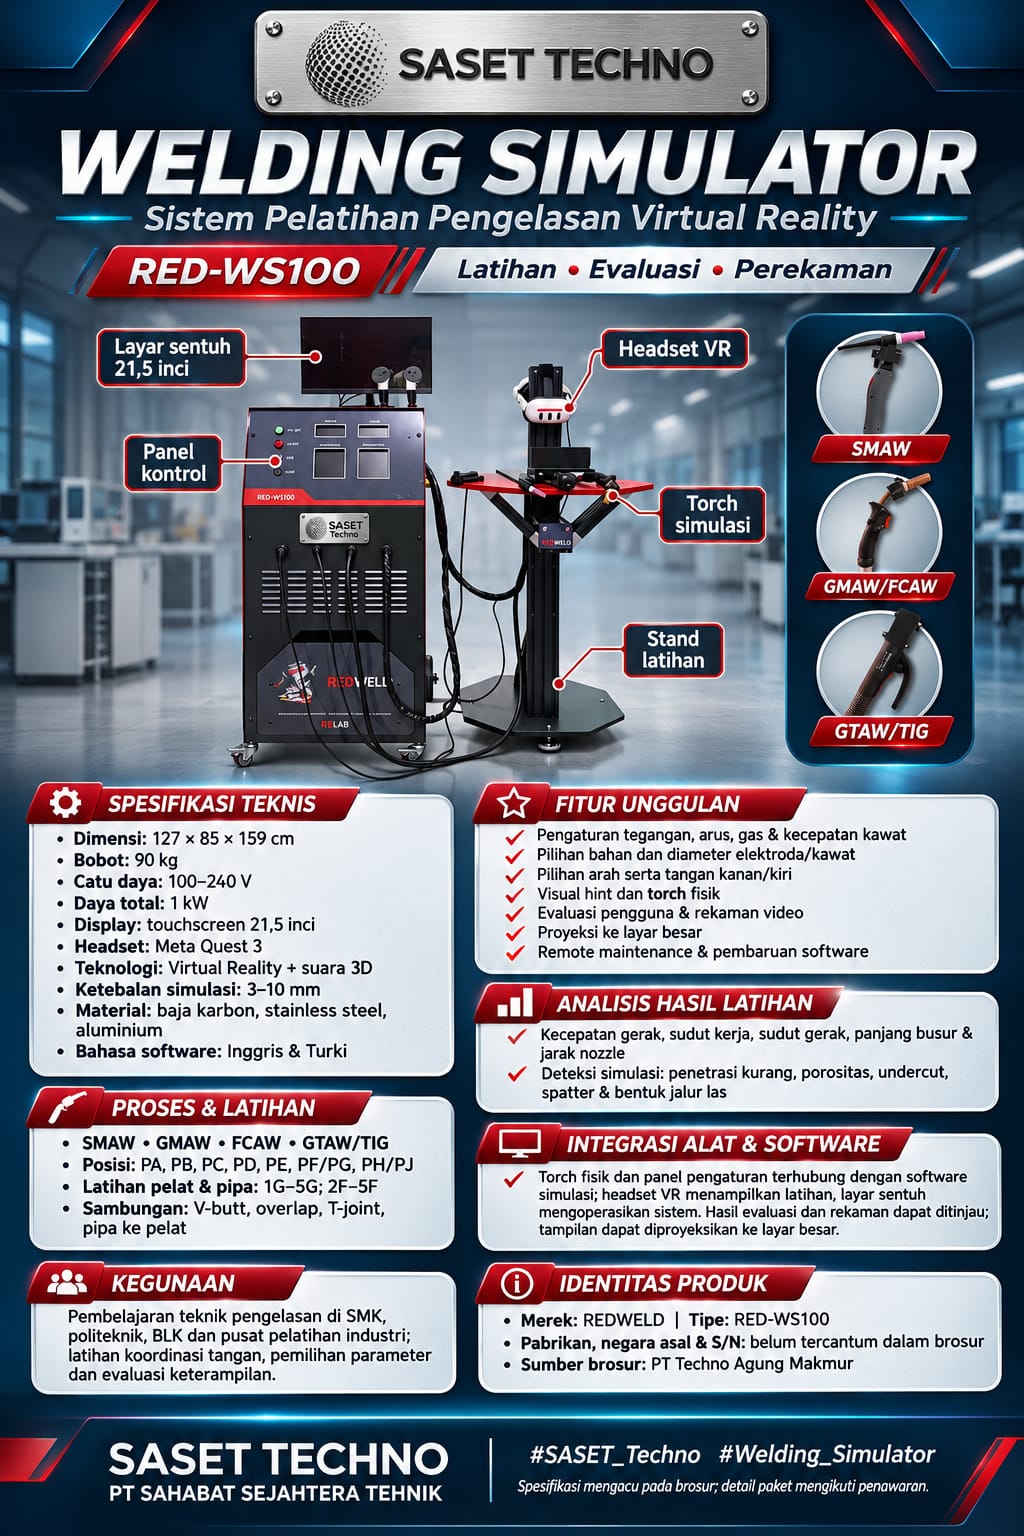 SASET TECHNO
WELDING SIMULATOR
Sistem Pelatihan Pengelasan Virtual Reality
RED-WS100
Latihan • Evaluasi • Perekaman
Layar sentuh
21,5 inci
Headset VR
Panel
kontrol
Torch
simulasi
Stand
latihan
RED-WS100
SASET
Techno
REDWELD
REDWELL
RELAB
SMAW
GMAW/FCAW
GTAW/TIG
SPESIFIKASI TEKNIS
• Dimensi: 127 × 85 × 159 cm
• Bobot: 90 kg
• Catu daya: 100–240 V
• Daya total: 1 kW
• Display: touchscreen 21,5 inci
• Headset: Meta Quest 3
• Teknologi: Virtual Reality + suara 3D
• Ketebalan simulasi: 3–10 mm
• Material: baja karbon, stainless steel,
aluminium
• Bahasa software: Inggris & Turki
PROSES & LATIHAN
• SMAW • GMAW • FCAW • GTAW/TIG
• Posisi: PA, PB, PC, PD, PE, PF/PG, PH/PJ
• Latihan pelat & pipa: 1G–5G; 2F–5F
• Sambungan: V-butt, overlap, T-joint,
pipa ke pelat
KEGUNAAN
Pembelajaran teknik pengelasan di SMK,
politeknik, BLK dan pusat pelatihan industri;
latihan koordinasi tangan, pemilihan parameter
dan evaluasi keterampilan.
FITUR UNGGULAN
Pengaturan tegangan, arus, gas & kecepatan kawat
Pilihan bahan dan diameter elektroda/kawat
Pilihan arah serta tangan kanan/kiri
Visual hint dan torch fisik
Evaluasi pengguna & rekaman video
Proyeksi ke layar besar
Remote maintenance & pembaruan software
ANALISIS HASIL LATIHAN
Kecepatan gerak, sudut kerja, sudut gerak, panjang busur &
jarak nozzle
Deteksi simulasi: penetrasi kurang, porositas, undercut,
spatter & bentuk jalur las
INTEGRASI ALAT & SOFTWARE
Torch fisik dan panel pengaturan terhubung dengan software
simulasi; headset VR menampilkan latihan, layar sentuh
mengoperasikan sistem. Hasil evaluasi dan rekaman dapat ditinjau;
tampilan dapat diproyeksikan ke layar besar.
IDENTITAS PRODUK
• Merek: REDWELD | Tipe: RED-WS100
• Pabrikan, negara asal & S/N: belum tercantum dalam brosur
• Sumber brosur: PT Techno Agung Makmur
SASET TECHNO
PT SAHABAT SEJAHTERA TEHNIK
#SASET_Techno #Welding_Simulator
Spesifikasi mengacu pada brosur; detail paket mengikuti penawaran.